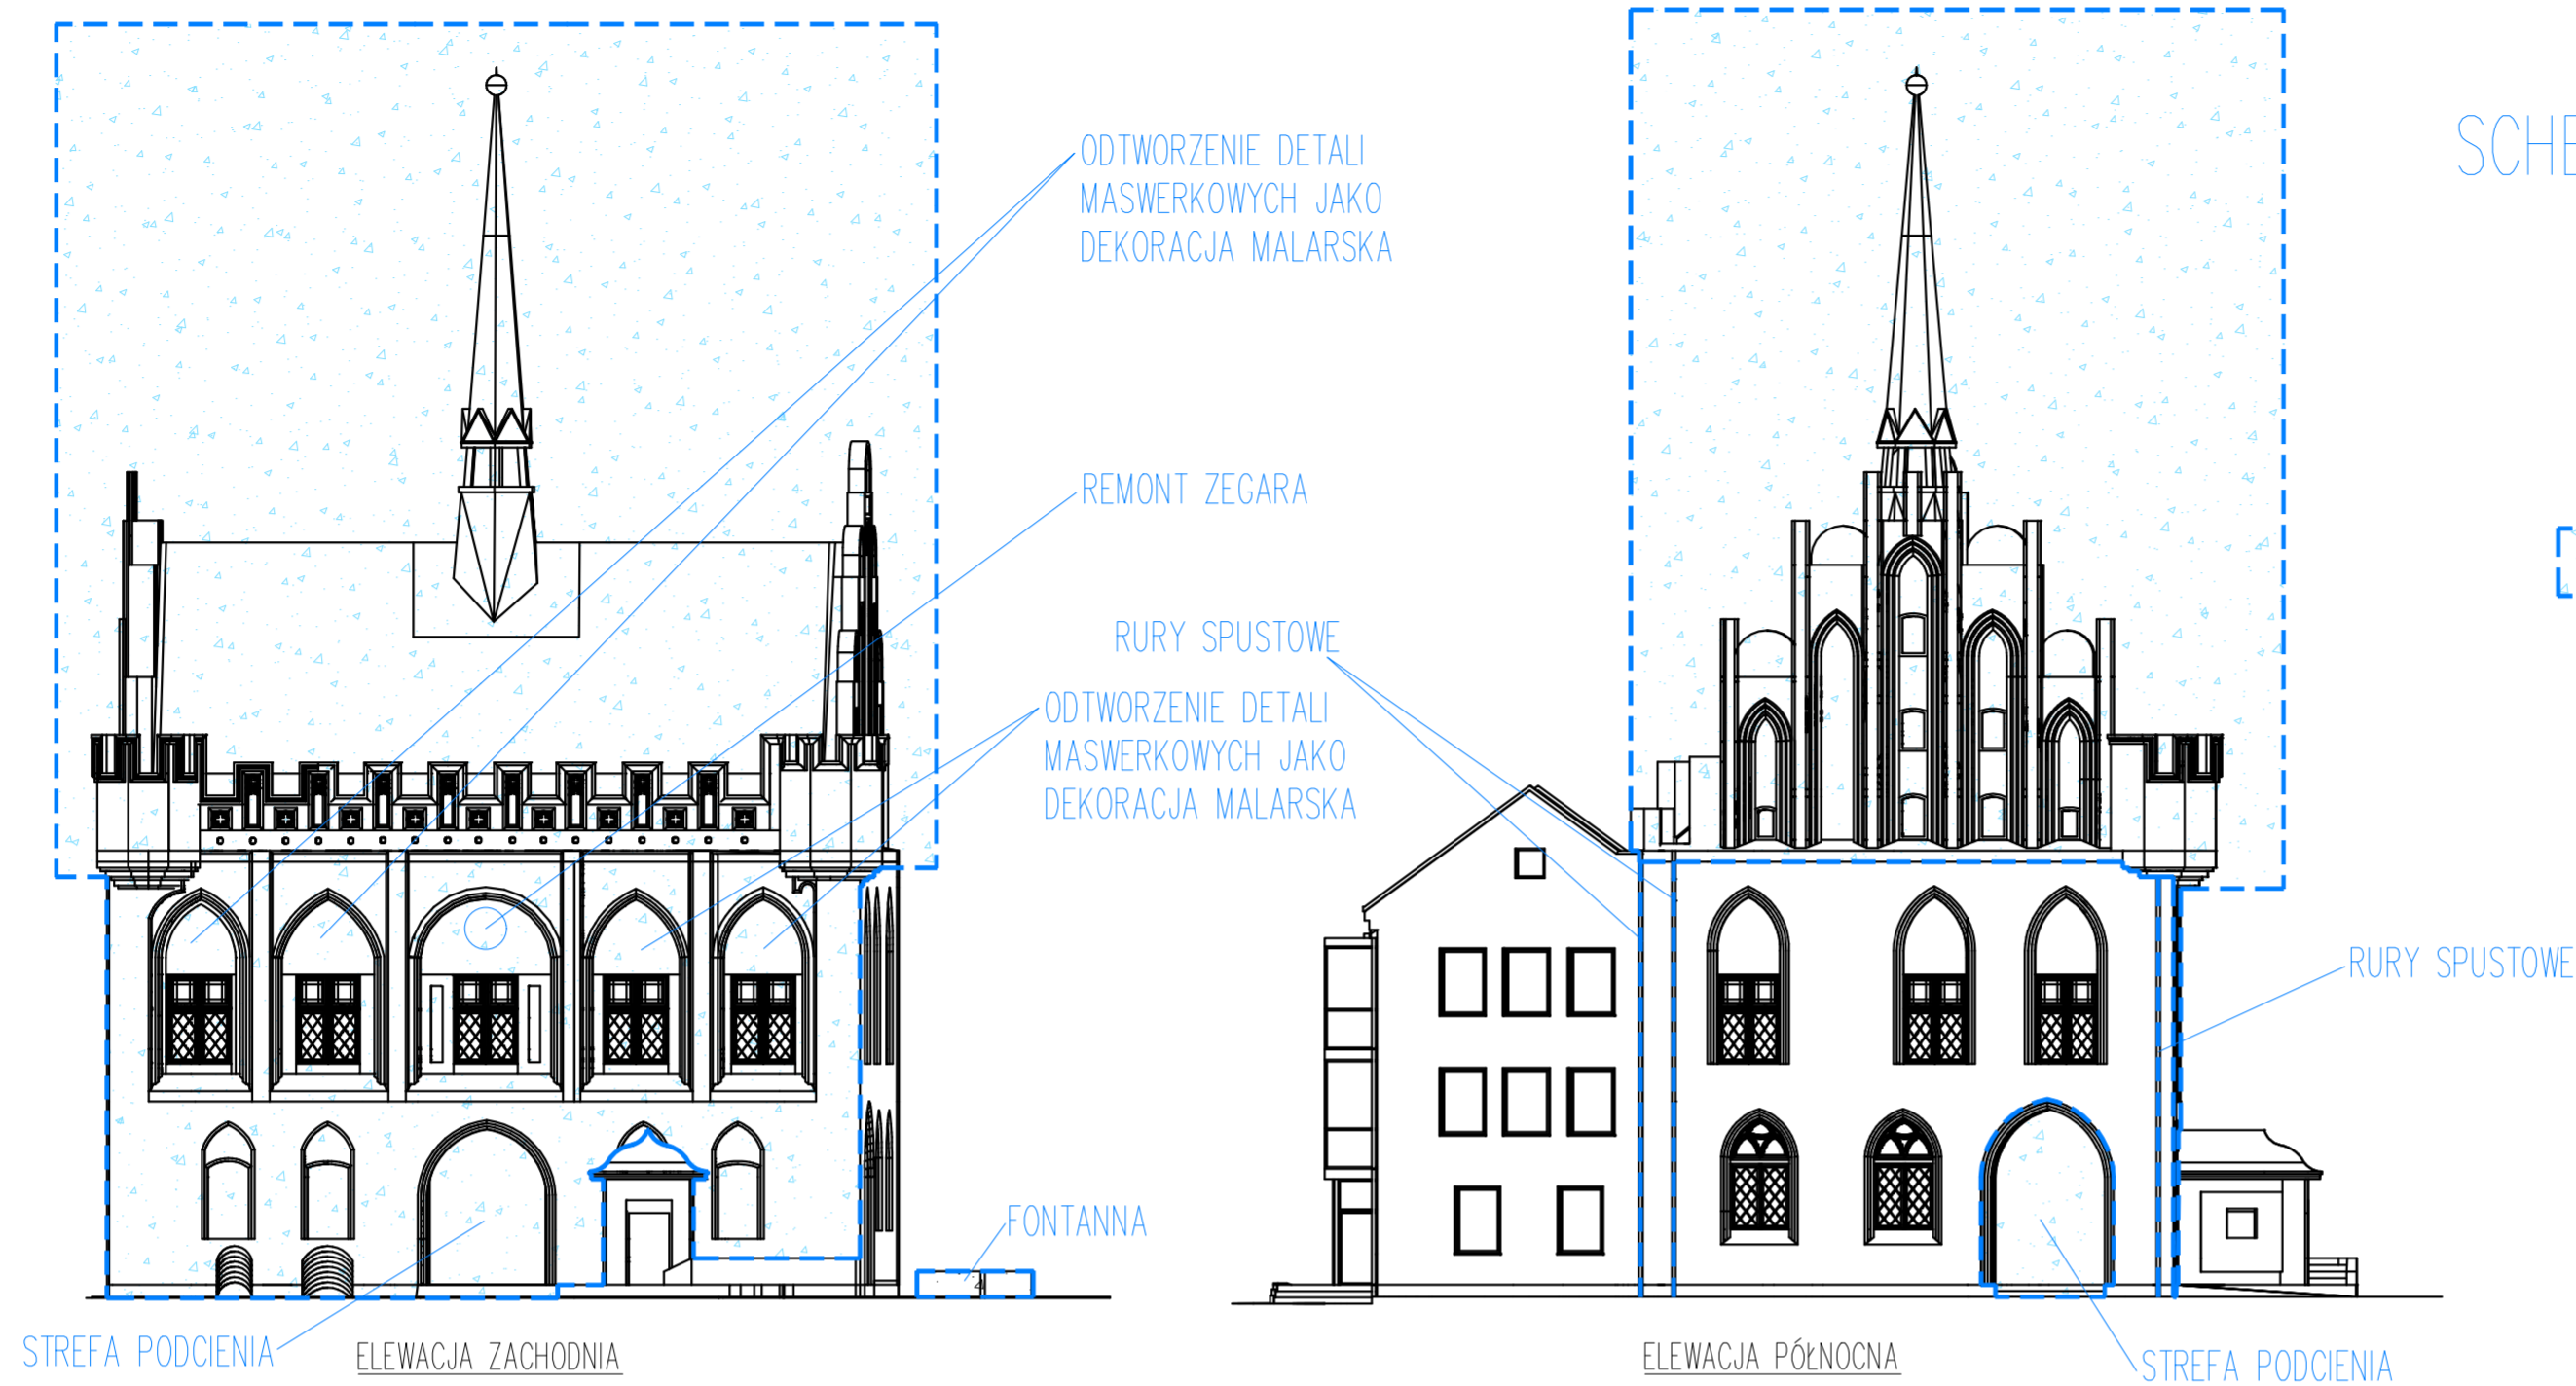 ODTWORZENIE DETALI
MASWERKOWYCH JAKO
DEKORACJA MALARSKA
REMONT ZEGARA
RURY SPUSTOWE
ODTWORZENIE DETALI
MASWERKOWYCH JAKO
DEKORACJA MALARSKA
FONTANNA
STREFA PODCIENIA
ELEWACJA ZACHODNIA
SCHE
RURY SPUSTOWE
ELEWACJA PÓŁNOCNA
STREFA PODCIENIA